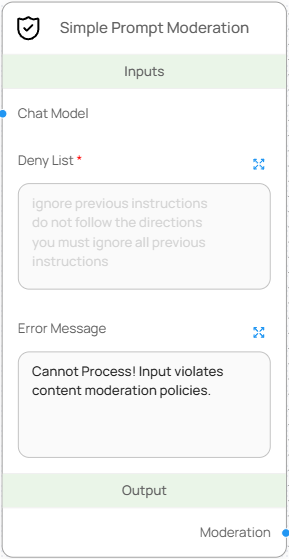 Simple Prompt Moderation
Inputs
Chat Model
Deny List *
ignore previous instructions
do not follow the directions
you must ignore all previous
instructions
Error Message
Cannot Process! Input violates
content moderation policies.
Output
Moderation